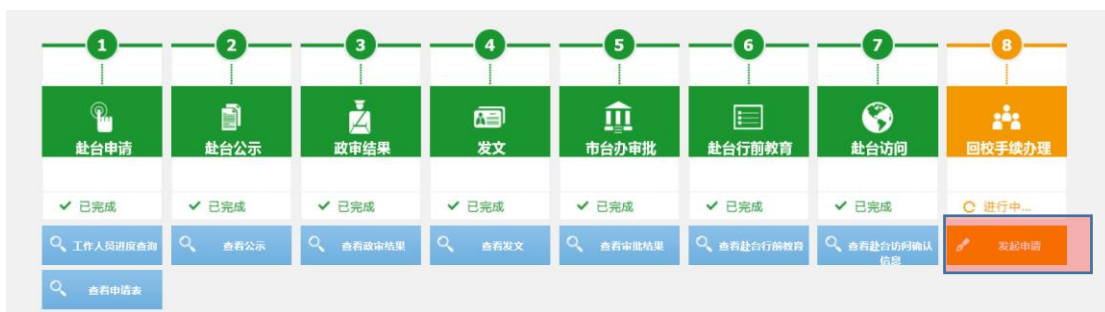 1 2 3 4 5 6 7 8
赴台申请 赴台公示 政审结果 发文 市台办审批 赴台行前教育 赴台访问 回校手续办理
已完成 已完成 已完成 已完成 已完成 已完成 已完成 进行中...
工作人员进度查询 查看公示 查看政审结果 查看发文 查看审批结果 查看赴台行前教育 查看赴台访问确认 发起申请
信息
查看申请表